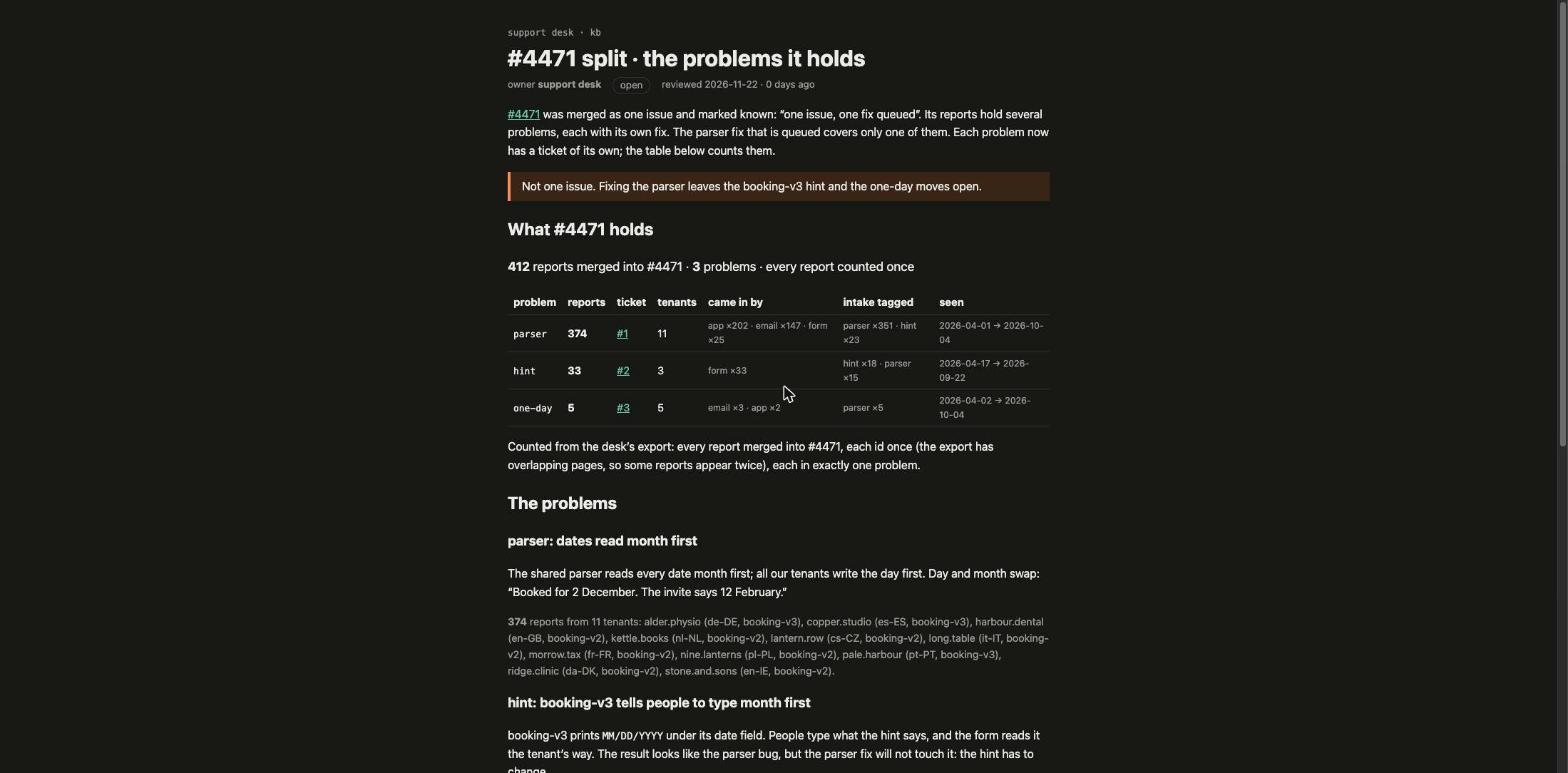 support desk · kb
#4471 split · the problems it holds
owner support desk open reviewed 2026-11-22 · 0 days ago
#4471 was merged as one issue and marked known: “one issue, one fix queued”. Its reports hold several
problems, each with its own fix. The parser fix that is queued covers only one of them. Each problem now
has a ticket of its own; the table below counts them.
Not one issue. Fixing the parser leaves the booking-v3 hint and the one-day moves open.
What #4471 holds
412 reports merged into #4471 · 3 problems · every report counted once
problem reports ticket tenants came in by intake tagged seen
parser 374 #1 11 app ×202 · email ×147 · form ×25 parser ×351 · hint ×23 2026-04-01 → 2026-10-04
hint 33 #2 3 form ×33 hint ×18 · parser ×15 2026-04-17 → 2026-09-22
one-day 5 #3 5 email ×3 · app ×2 parser ×5 2026-04-02 → 2026-10-04
Counted from the desk’s export: every report merged into #4471, each id once (the export has
overlapping pages, so some reports appear twice), each in exactly one problem.
The problems
parser: dates read month first
The shared parser reads every date month first; all our tenants write the day first. Day and month swap:
“Booked for 2 December. The invite says 12 February.”
374 reports from 11 tenants: alder.physio (de-DE, booking-v3), copper.studio (es-ES, booking-v3), harbour.dental
(en-GB, booking-v2), kettle.books (nl-NL, booking-v2), lantern.row (cs-CZ, booking-v2), long.table (it-IT, booking-
v2), morrow.tax (fr-FR, booking-v2), nine.lanterns (pl-PL, booking-v2), pale.harbour (pt-PT, booking-v3),
ridge.clinic (da-DK, booking-v2), stone.and.sons (en-IE, booking-v2).
hint: booking-v3 tells people to type month first
booking-v3 prints MM/DD/YYYY under its date field. People type what the hint says, and the form reads it
the tenant’s way. The result looks like the parser bug, but the parser fix will not touch it: the hint has to
change.